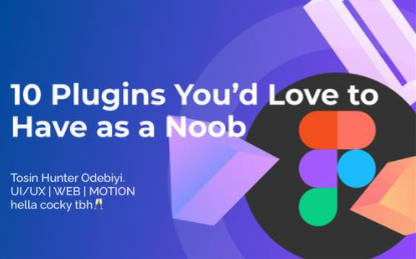 10 Plugins You'd Love to
Have as a Noob
Tosin Hunter Odebiyi.
UI/UX | WEB | MOTION
hella cocky tbh🥂